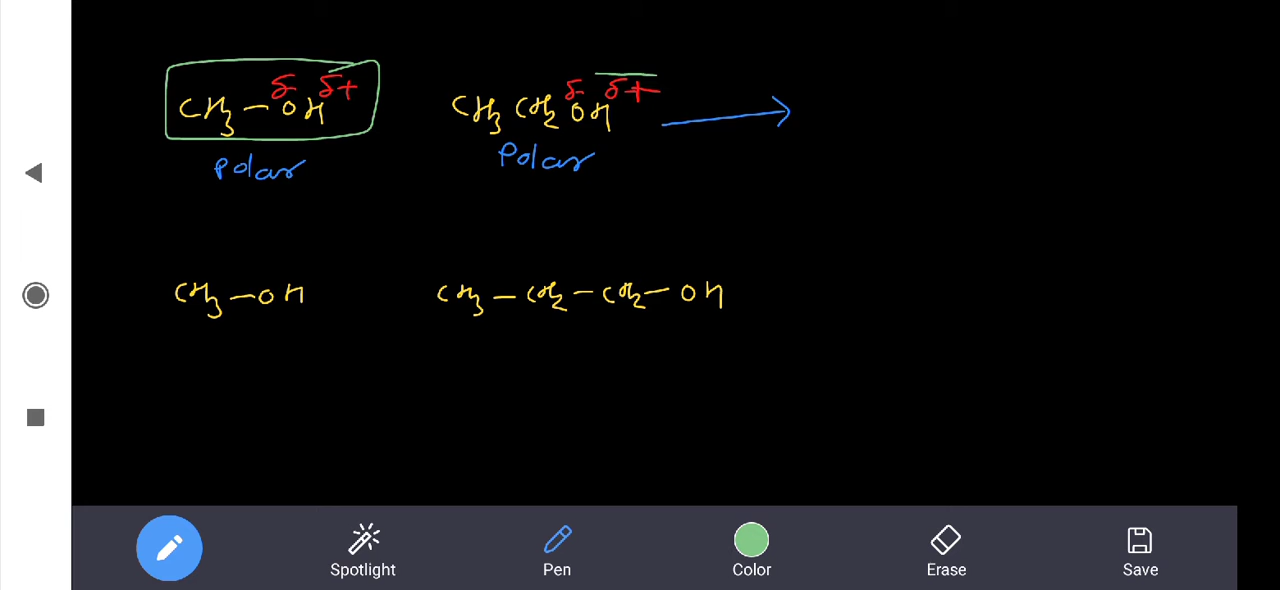 δ- δ+ δ- δ+
CH3 - OH CH3 CH2 OH
Polar Polar
CH3 - OH CH3 - CH2 - CH2 - OH
Spotlight Pen Color Erase Save